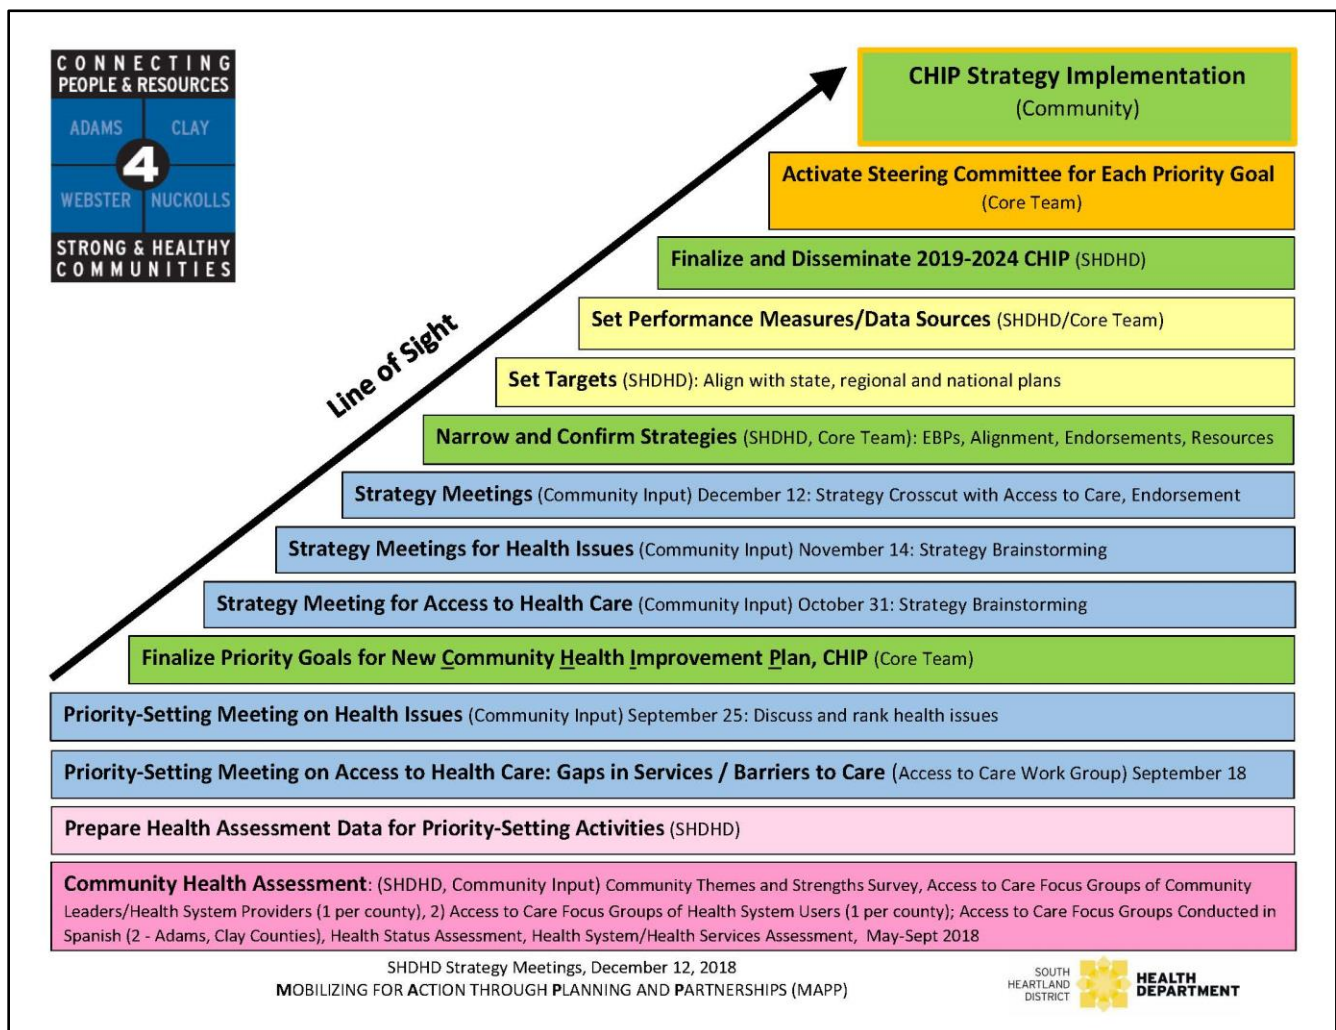 CONNECTING
PEOPLE & RESOURCES
ADAMS
CLAY
4
WEBSTER
NUCKOLLS
STRONG & HEALTHY
COMMUNITIES
Line of Sight
CHIP Strategy Implementation
(Community)
Activate Steering Committee for Each Priority Goal
(Core Team)
Finalize and Disseminate 2019-2024 CHIP (SHDHD)
Set Performance Measures/Data Sources (SHDHD/Core Team)
Set Targets (SHDHD): Align with state, regional and national plans
Narrow and Confirm Strategies (SHDHD, Core Team): EBPs, Alignment, Endorsements, Resources
Strategy Meetings (Community Input) December 12: Strategy Crosscut with Access to Care, Endorsement
Strategy Meetings for Health Issues (Community Input) November 14: Strategy Brainstorming
Strategy Meeting for Access to Health Care (Community Input) October 31: Strategy Brainstorming
Finalize Priority Goals for New Community Health Improvement Plan, CHIP (Core Team)
Priority-Setting Meeting on Health Issues (Community Input) September 25: Discuss and rank health issues
Priority-Setting Meeting on Access to Health Care: Gaps in Services / Barriers to Care (Access to Care Work Group) September 18
Prepare Health Assessment Data for Priority-Setting Activities (SHDHD)
Community Health Assessment: (SHDHD, Community Input) Community Themes and Strengths Survey, Access to Care Focus Groups of Community
Leaders/Health System Providers (1 per county), 2) Access to Care Focus Groups of Health System Users (1 per county); Access to Care Focus Groups Conducted in
Spanish (2 - Adams, Clay Counties), Health Status Assessment, Health System/Health Services Assessment, May-Sept 2018
SHDHD Strategy Meetings, December 12, 2018
MOBILIZING FOR ACTION THROUGH PLANNING AND PARTNERSHIPS (MAPP)
SOUTH
HEARTLAND
DISTRICT
HEALTH
DEPARTMENT